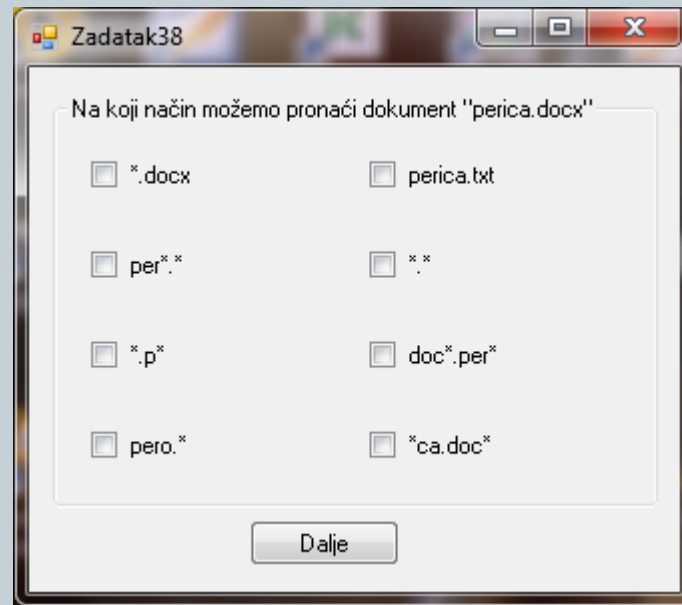 Zadatak38
Na koji način možemo pronaći dokument "perica.docx"
*.docx
perica.txt
per*.*
*.*
*.p*
doc*.per*
pero.*
*ca.doc*
Dalje